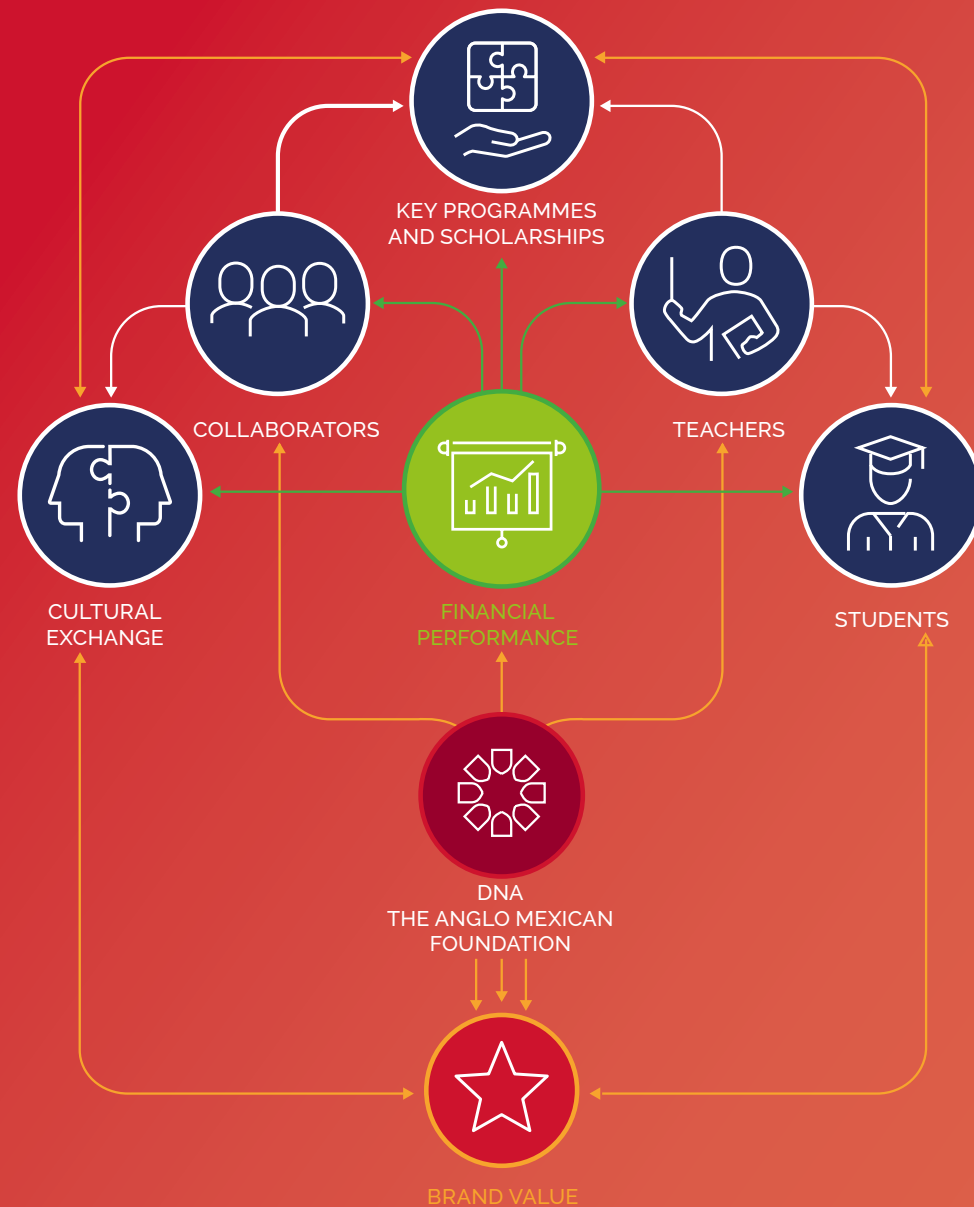 KEY PROGRAMMES
AND SCHOLARSHIPS
COLLABORATORS
TEACHERS
CULTURAL
EXCHANGE
FINANCIAL
PERFORMANCE
STUDENTS
DNA
THE ANGLO MEXICAN
FOUNDATION
BRAND VALUE